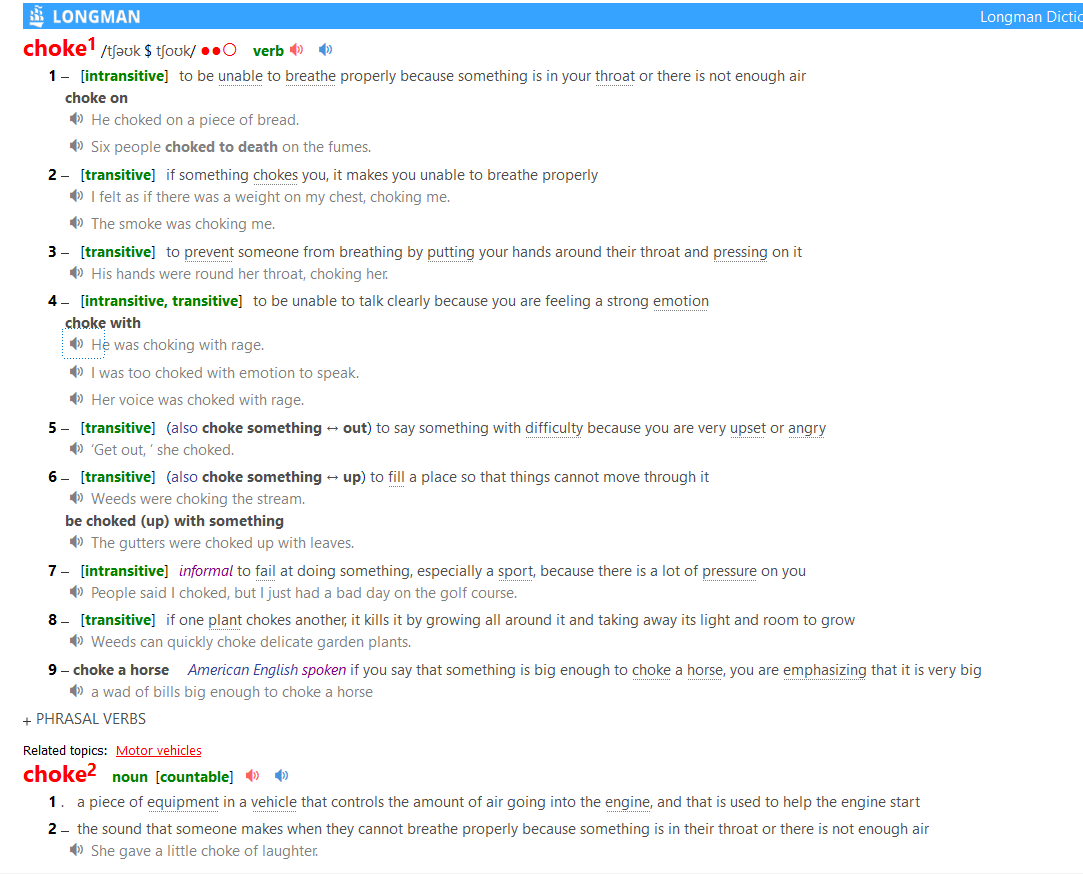 LONGMAN Longman Dictio
choke1 /tʃəʊk $ tʃoʊk/ ●●○ verb
1 – [intransitive] to be unable to breathe properly because something is in your throat or there is not enough air
choke on
He choked on a piece of bread.
Six people choked to death on the fumes.
2 – [transitive] if something chokes you, it makes you unable to breathe properly
I felt as if there was a weight on my chest, choking me.
The smoke was choking me.
3 – [transitive] to prevent someone from breathing by putting your hands around their throat and pressing on it
His hands were round her throat, choking her.
4 – [intransitive, transitive] to be unable to talk clearly because you are feeling a strong emotion
choke with
He was choking with rage.
I was too choked with emotion to speak.
Her voice was choked with rage.
5 – [transitive] (also choke something ↔ out) to say something with difficulty because you are very upset or angry
‘Get out, ’ she choked.
6 – [transitive] (also choke something ↔ up) to fill a place so that things cannot move through it
Weeds were choking the stream.
be choked (up) with something
The gutters were choked up with leaves.
7 – [intransitive] informal to fail at doing something, especially a sport, because there is a lot of pressure on you
People said I choked, but I just had a bad day on the golf course.
8 – [transitive] if one plant chokes another, it kills it by growing all around it and taking away its light and room to grow
Weeds can quickly choke delicate garden plants.
9 – choke a horse American English spoken if you say that something is big enough to choke a horse, you are emphasizing that it is very big
a wad of bills big enough to choke a horse
+ PHRASAL VERBS
Related topics: Motor vehicles
choke2 noun [countable]
1 . a piece of equipment in a vehicle that controls the amount of air going into the engine, and that is used to help the engine start
2 – the sound that someone makes when they cannot breathe properly because something is in their throat or there is not enough air
She gave a little choke of laughter.